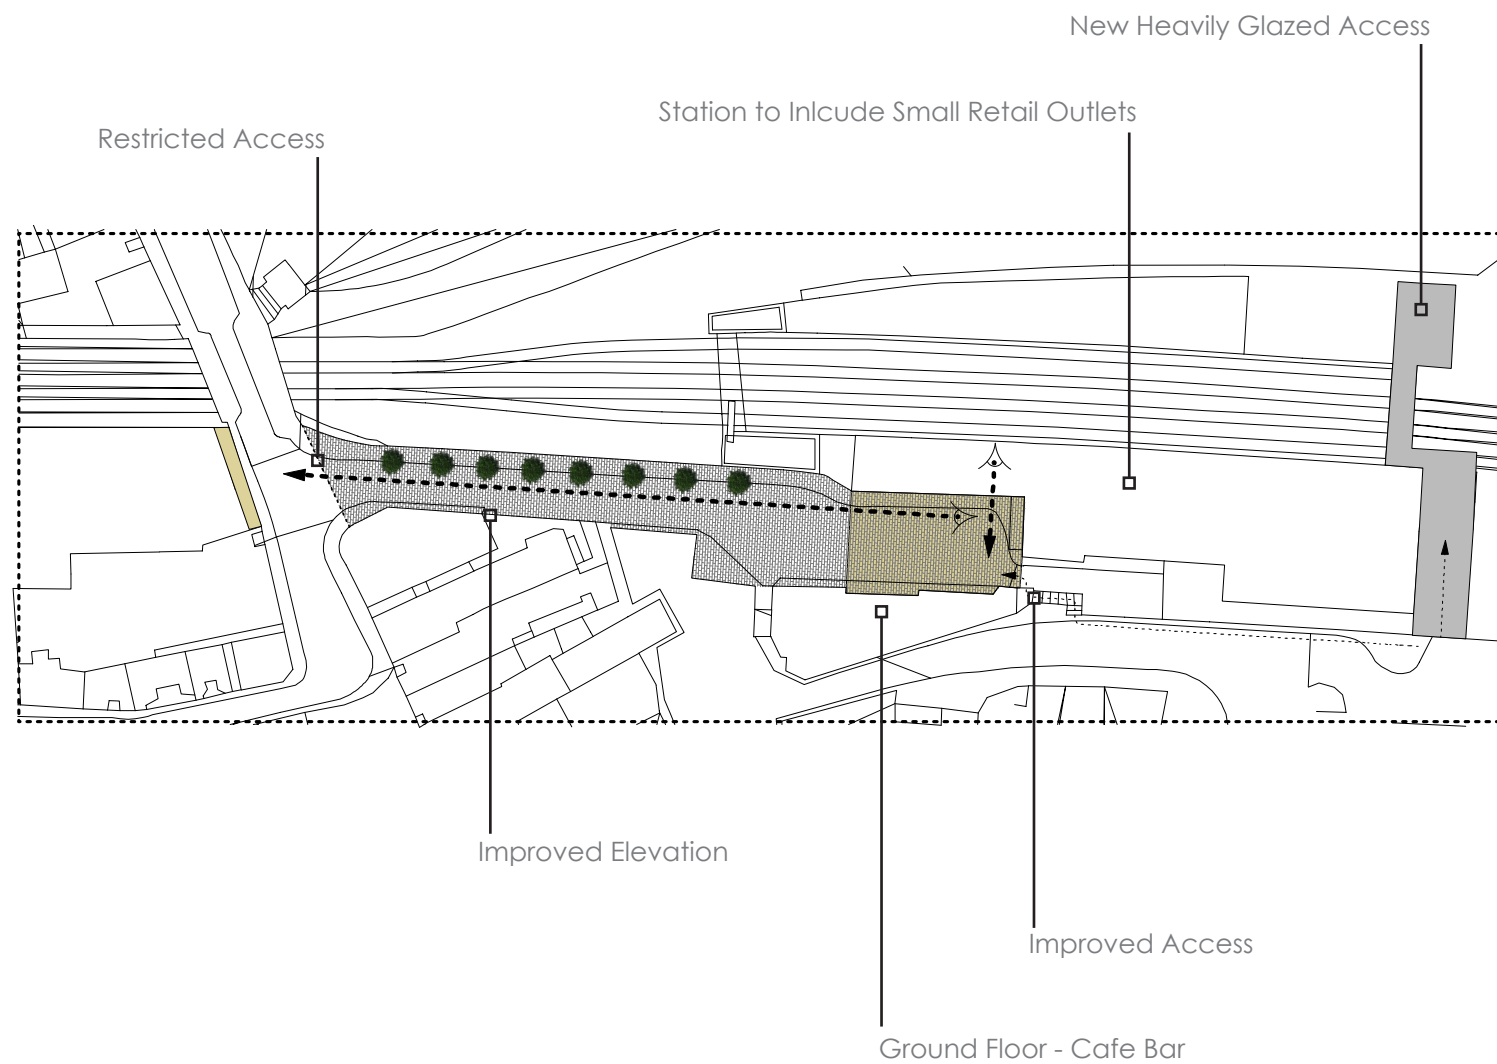 New Heavily Glazed Access
Station to Inlcude Small Retail Outlets
Restricted Access
Improved Elevation
Improved Access
Ground Floor - Cafe Bar